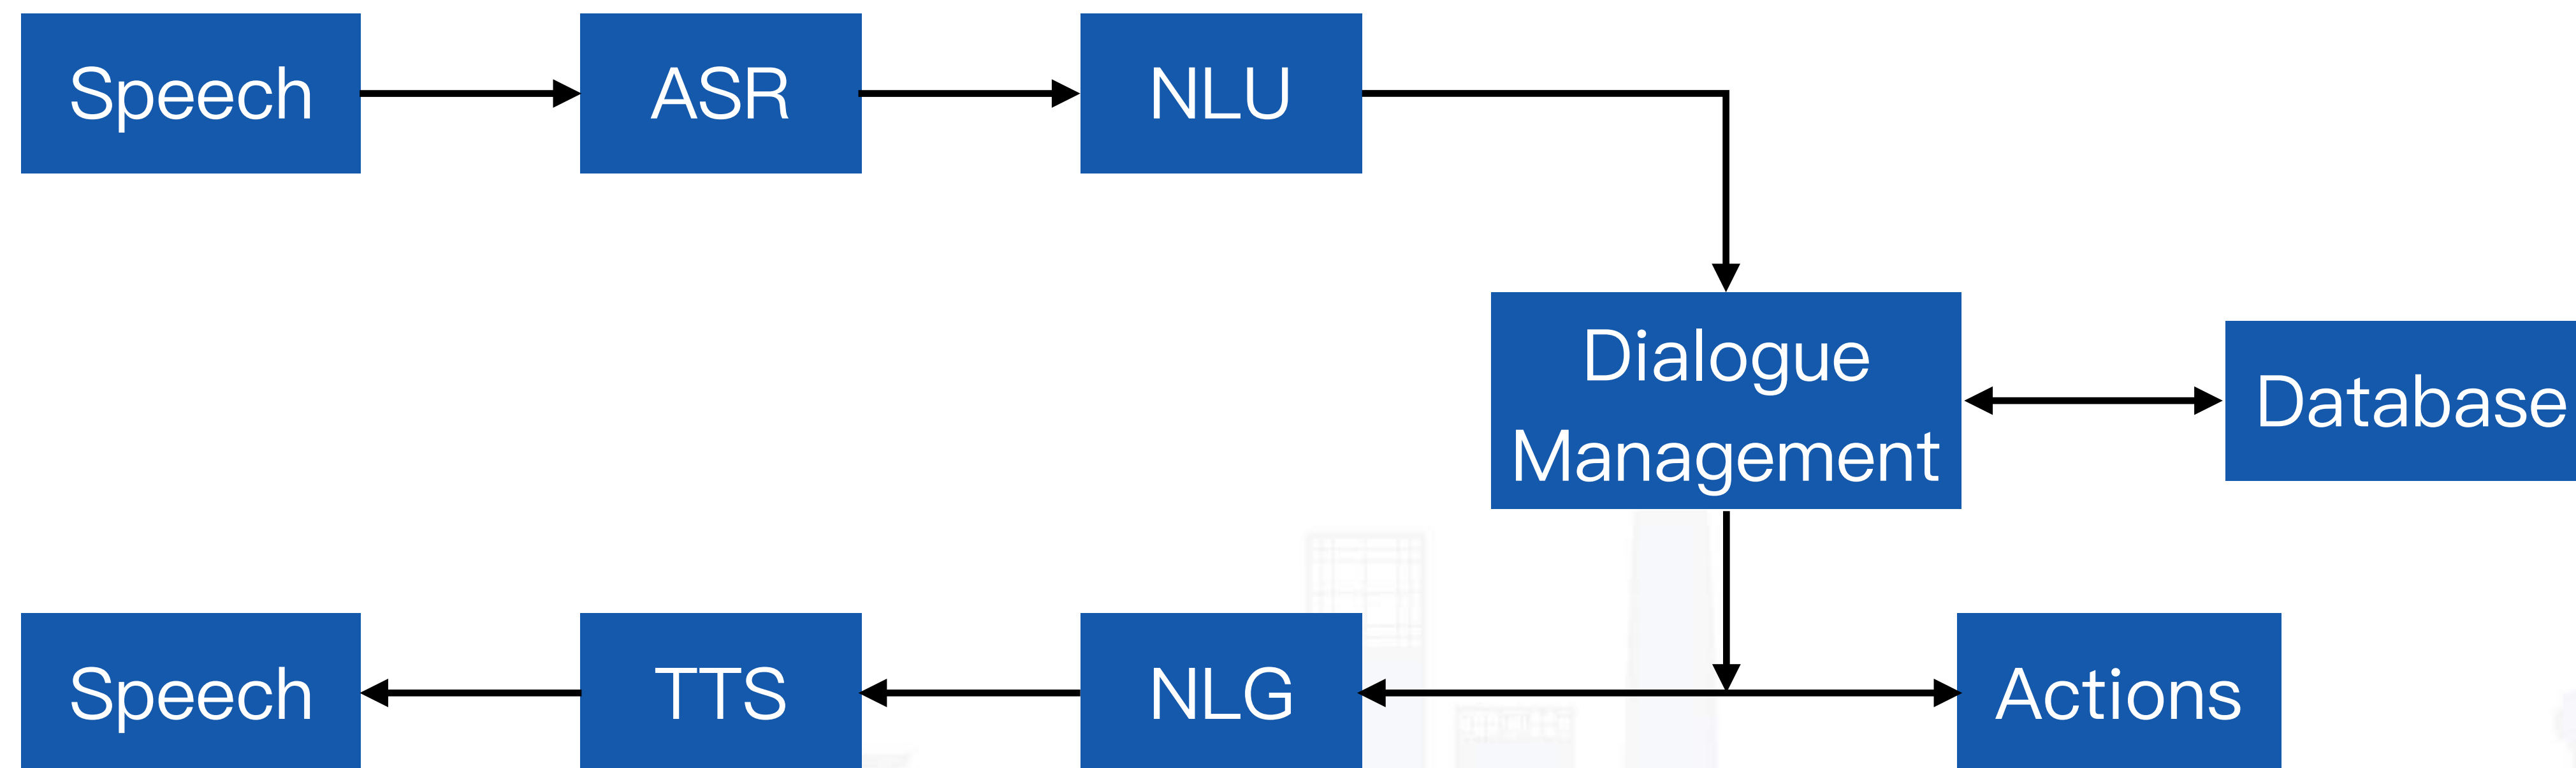 Speech
ASR
NLU
Dialogue
Management
Database
Speech
TTS
NLG
Actions